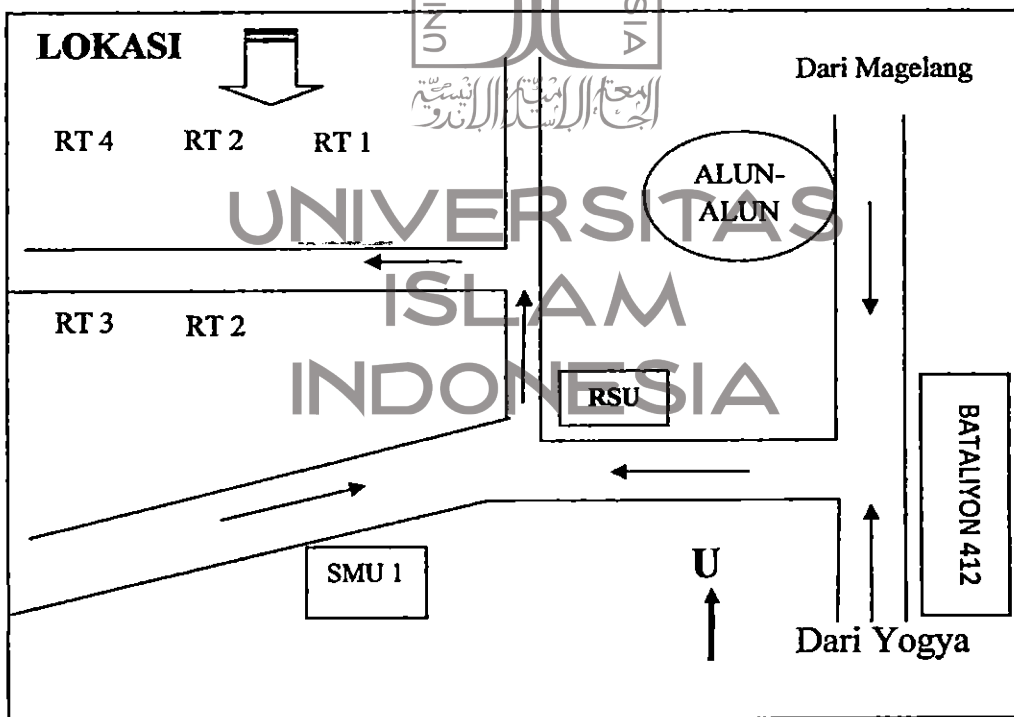 LOKASI
Dari Magelang
RT 4 RT 2 RT 1
ALUN-
ALUN
UNIVERSITAS
ISLAM
RT 3 RT 2
INDONESIA
RSU
BATALIYON 412
SMU 1
U
Dari Yogya